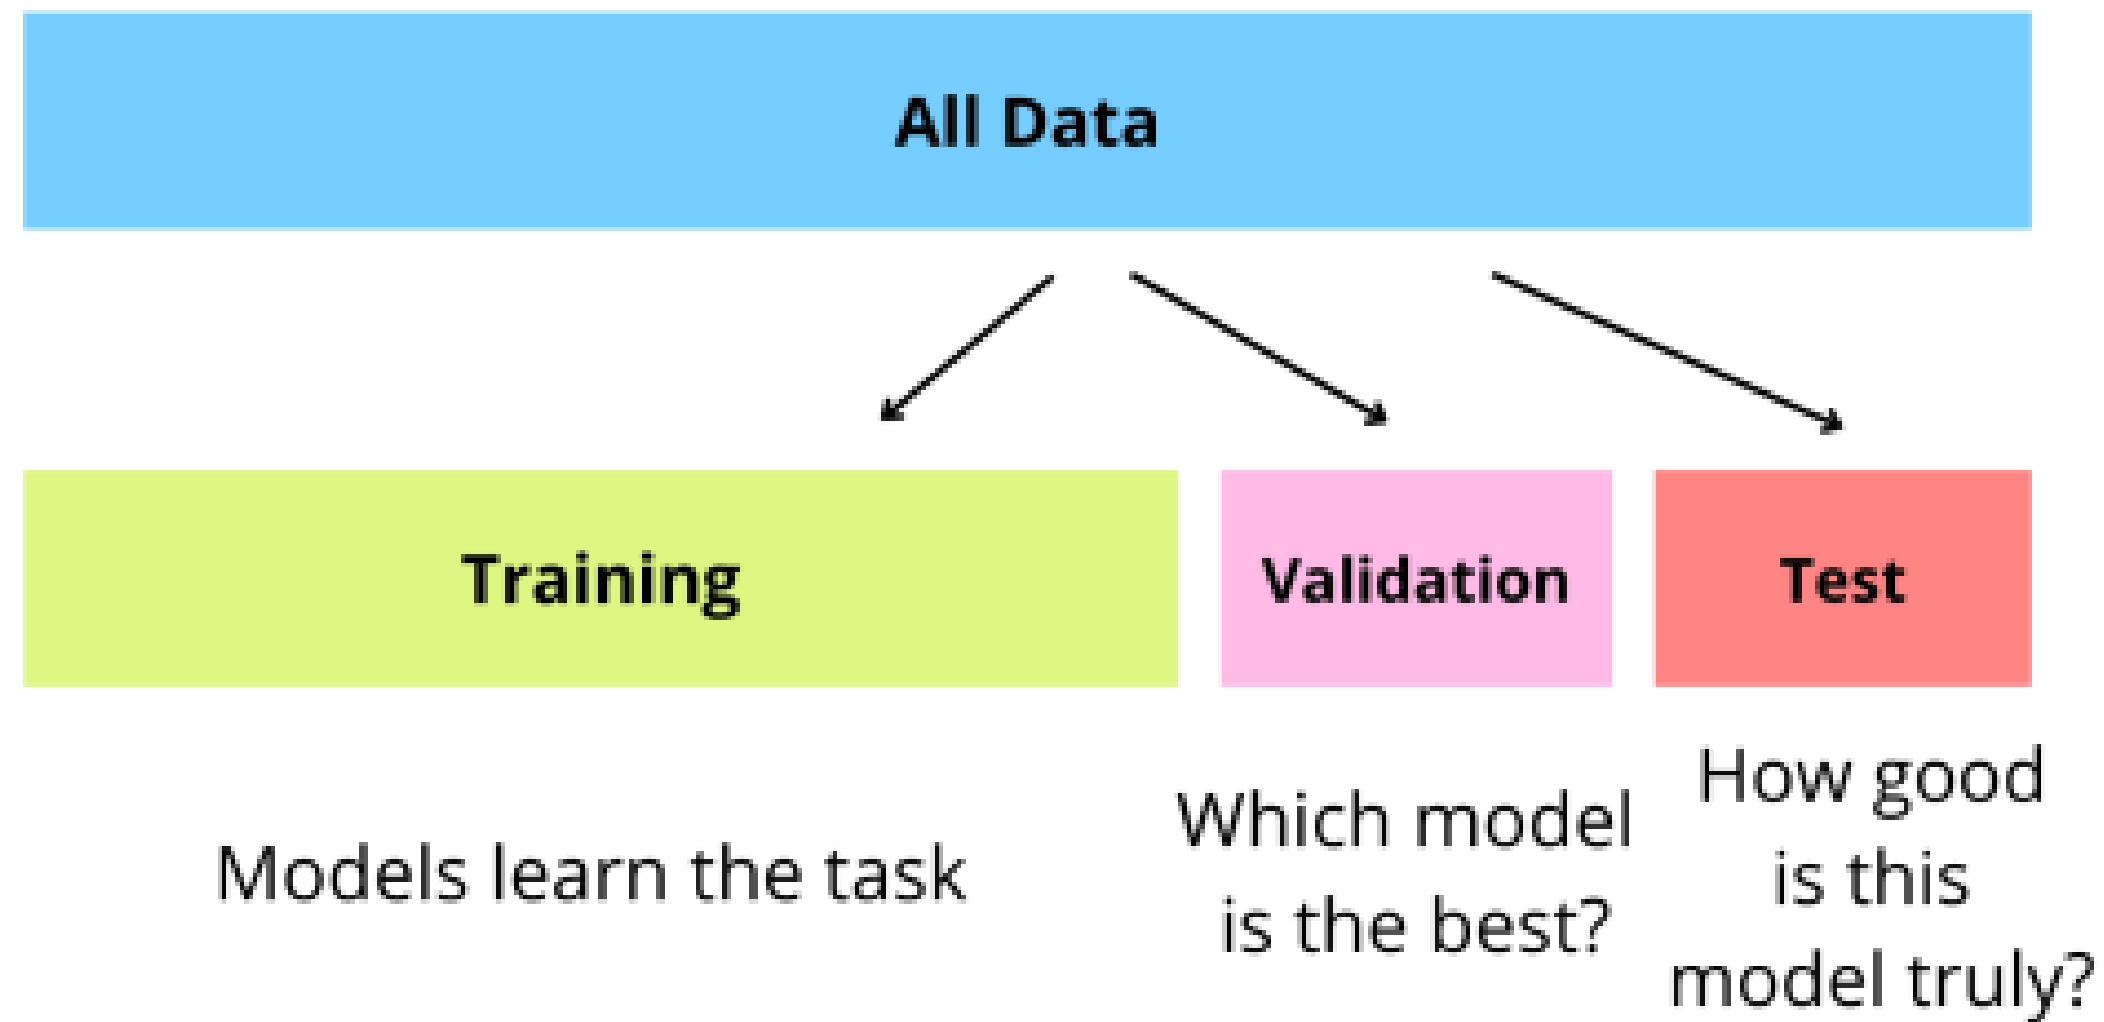 All Data
Training
Validation
Test
Models learn the task
Which model
is the best?
How good
is this
model truly?